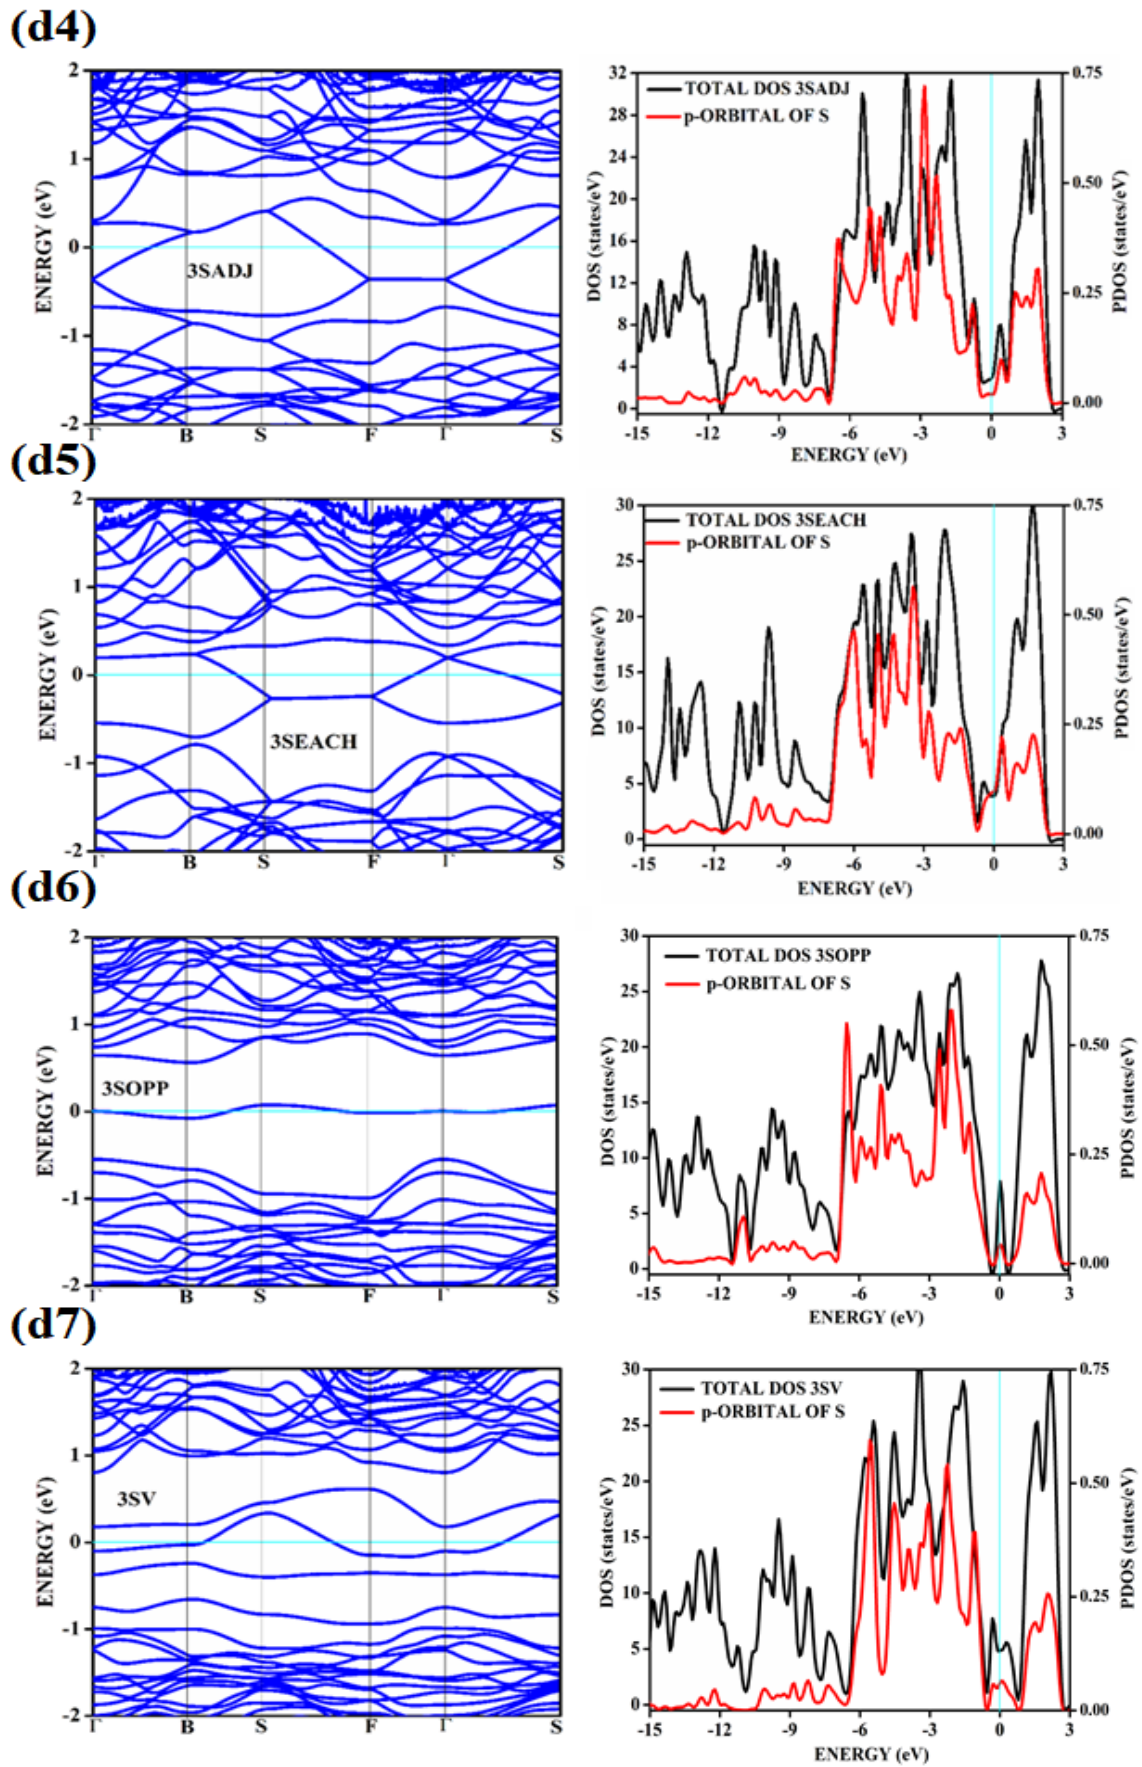 (d4)
2
1
0
-1
-2
ENERGY (eV)
3SADJ
Γ B S F Γ S
32
28
24
20
16
12
8
4
0
DOS (states/eV)
TOTAL DOS 3SADJ
p-ORBITAL OF S
0.75
0.50
0.25
0.00
PDOS (states/eV)
-15 -12 -9 -6 -3 0 3
ENERGY (eV)
(d5)
2
1
0
-1
-2
ENERGY (eV)
3SEACH
Γ B S F Γ S
30
25
20
15
10
5
0
DOS (states/eV)
TOTAL DOS 3SEACH
p-ORBITAL OF S
0.75
0.50
0.25
0.00
PDOS (states/eV)
-15 -12 -9 -6 -3 0 3
ENERGY (eV)
(d6)
2
1
0
-1
-2
ENERGY (eV)
3SOPP
Γ B S F Γ S
30
25
20
15
10
5
0
DOS (states/eV)
TOTAL DOS 3SOPP
p-ORBITAL OF S
0.75
0.50
0.25
0.00
PDOS (states/eV)
-15 -12 -9 -6 -3 0 3
ENERGY (eV)
(d7)
2
1
0
-1
-2
ENERGY (eV)
3SV
Γ B S F Γ S
30
25
20
15
10
5
0
DOS (states/eV)
TOTAL DOS 3SV
p-ORBITAL OF S
0.75
0.50
0.25
0.00
PDOS (states/eV)
-15 -12 -9 -6 -3 0 3
ENERGY (eV)